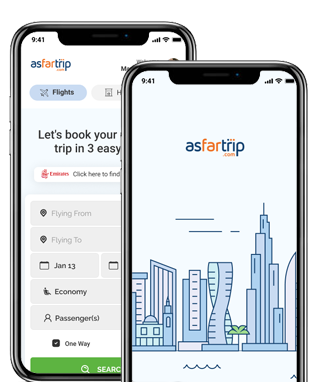 9:41
asfartrip
.com
Flights
H
Let's book your
trip in 3 easy
Emirates Click here to find
Flying From
Flying To
Jan 13
Economy
Passenger(s)
One Way
SEARC
9:41
asfartrip
.com